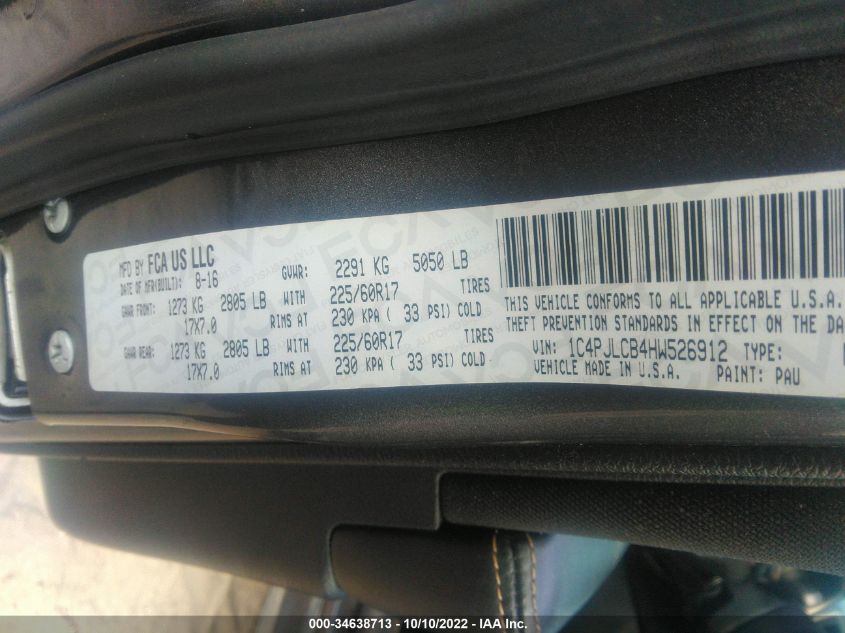 MFD BY FCA US LLC
DATE OF MFR(BUILT): 8-16 GVWR: 2291 KG 5050 LB
GAWR FRONT: 1273 KG 2805 LB WITH 225/60R17 TIRES
17X7.0 RIMS AT 230 KPA ( 33 PSI) COLD
GAWR REAR: 1273 KG 2805 LB WITH 225/60R17 TIRES
17X7.0 RIMS AT 230 KPA ( 33 PSI) COLD
THIS VEHICLE CONFORMS TO ALL APPLICABLE U.S.A.
THEFT PREVENTION STANDARDS IN EFFECT ON THE DA
VIN: 1C4PJLCB4HW526912 TYPE:
VEHICLE MADE IN U.S.A. PAINT: PAU
000-34638713 - 10/10/2022 - IAA Inc.